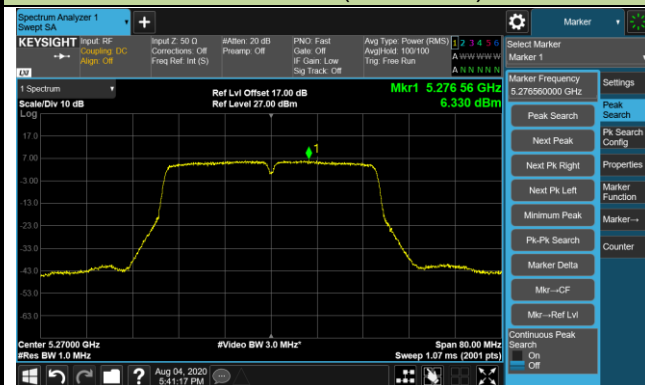 Spectrum Analyzer 1
Swept SA
Marker
KEYSIGHT
Input: RF
Coupling: DC
Align: Off
Input Z: 50 Ω
Corrections: Off
Freq Ref: Int (S)
#Atten: 20 dB
Preamp: Off
PNO: Fast
Gate: Off
IF Gain: Low
Sig Track: Off
Avg Type: Power (RMS)
Avg|Hold: 100/100
Trig: Free Run
1 2 3 4 5 6
A W W W W W
A N N N N N
LXI
1 Spectrum
Scale/Div 10 dB
Log
Ref Lvl Offset 17.00 dB
Ref Level 27.00 dBm
Mkr1 5.276 56 GHz
6.330 dBm
17.0
7.00
-3.00
-13.0
-23.0
-33.0
-43.0
-53.0
-63.0
1
Center 5.27000 GHz
#Res BW 1.0 MHz
#Video BW 3.0 MHz*
Span 80.00 MHz
Sweep 1.07 ms (2001 pts)
Aug 04, 2020
5:41:17 PM
Select Marker
Marker 1
Marker Frequency
5.276560000 GHz
Peak Search
Next Peak
Next Pk Right
Next Pk Left
Minimum Peak
Pk-Pk Search
Marker Delta
Mkr→CF
Mkr→Ref Lvl
Continuous Peak
Search
On
Off
Settings
Peak
Search
Pk Search
Config
Properties
Marker
Function
Marker→
Counter